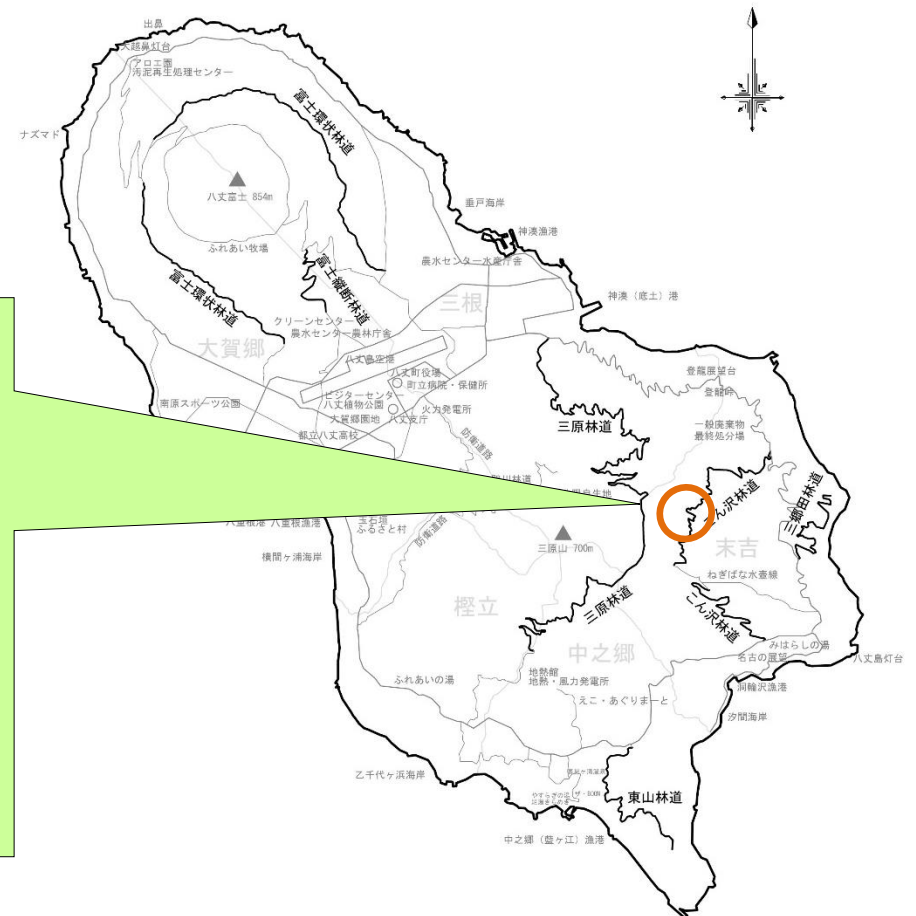 出鼻
大越鼻灯台
アロエ園
汚泥再生処理センター
富士環状林道
ナズマド
八丈富士 854m
垂戸海岸
神湊漁港
ふれあい牧場
農水センター水産庁舎
富士環状林道
富士縦断林道
神湊（底土）港
三根
クリーンセンター
農水センター農林庁舎
大賀郷
八丈島空港
登龍展望台
八丈町役場
町立病院・保健所
登龍峠
ビジターセンター
八丈植物公園
南原スポーツ公園
火力発電所
大賀郷園地
八丈支庁
一般廃棄物
最終処分場
三原林道
都立八丈高校
防衛道路
三郷田林道
こん沢林道
八重根港
八重根漁港
玉石垣
ふるさと村
防衛道路
末吉
三原山 700m
横間ヶ浦海岸
ねぎばな水壺線
樫立
三原林道
こん沢林道
中之郷
みはらしの湯
名古の展望
八丈島灯台
地熱館
地熱・風力発電所
ふれあいの湯
洞輪沢漁港
えこ・あぐりまーと
汐間海岸
乙千代ヶ浜海岸
東山林道
中之郷（藍ヶ江）漁港